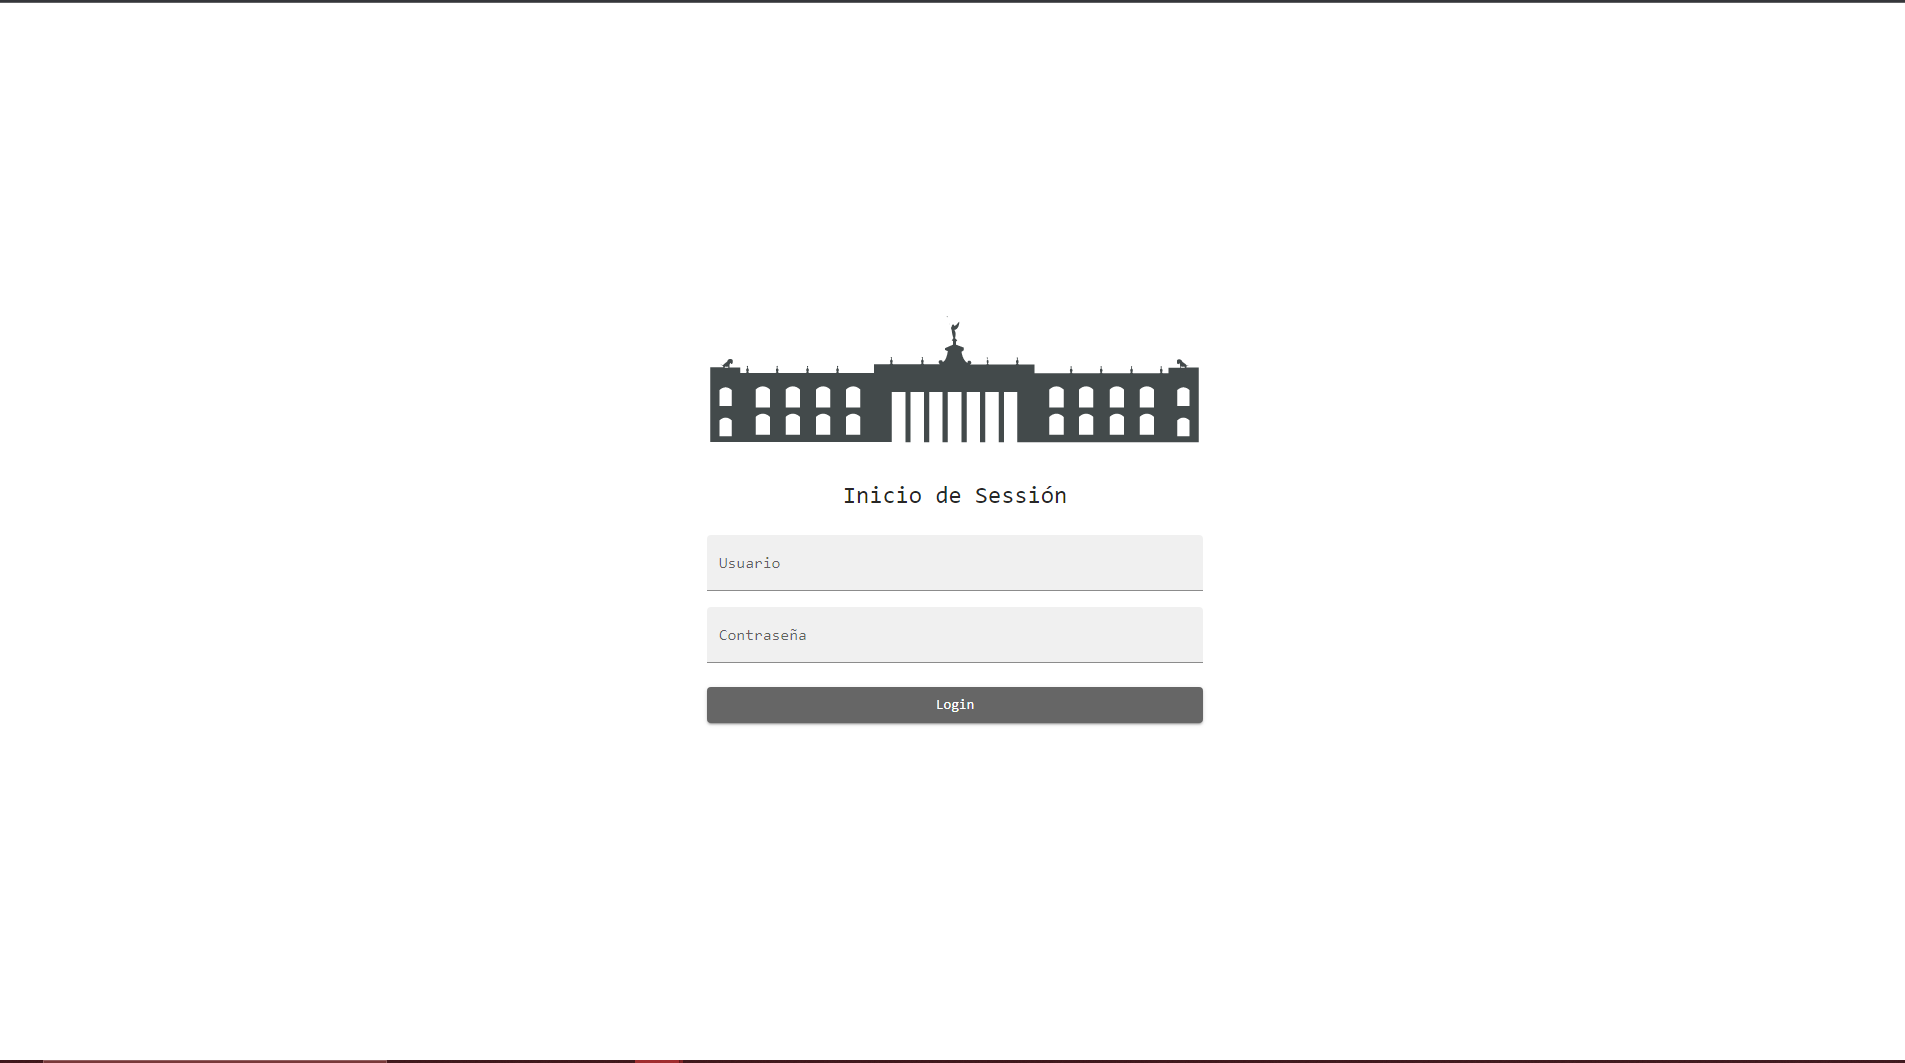 Inicio de Sessión
Usuario
Contraseña
Login